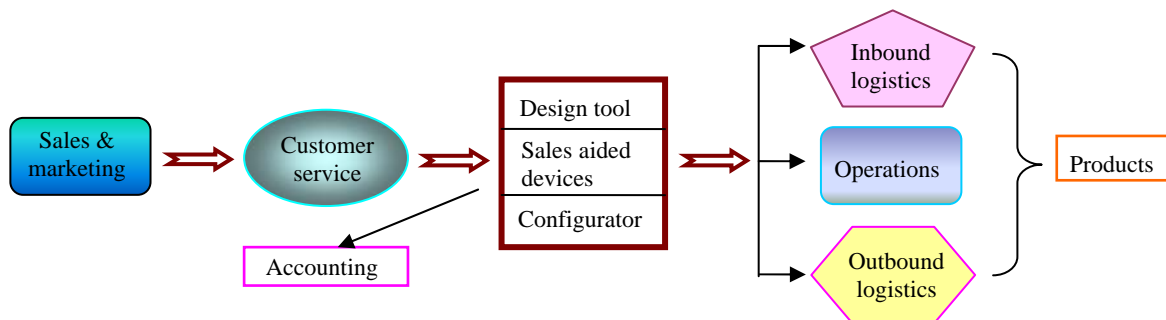 Sales &
marketing
Customer
service
Accounting
Design tool
Sales aided
devices
Configurator
Inbound
logistics
Operations
Outbound
logistics
Products